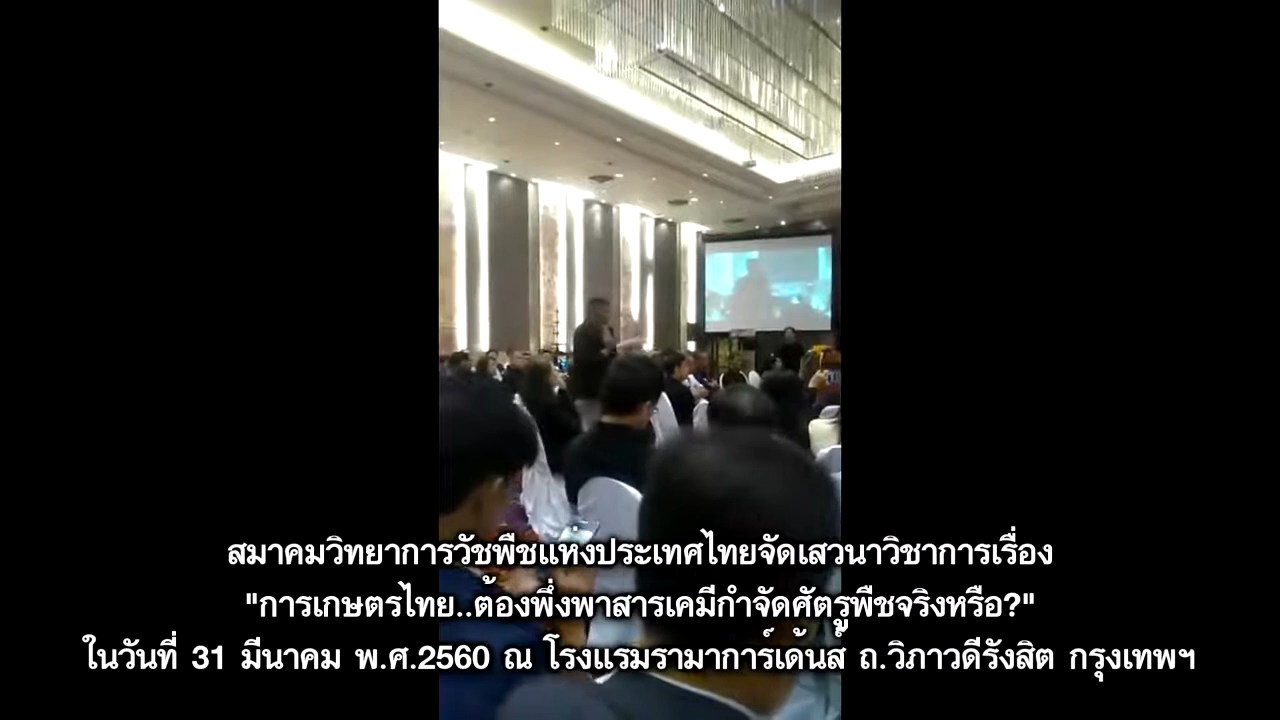 สมาคมวิทยาการวัชพืชแห่งประเทศไทยจัดเสวนาวิชาการเรื่อง
"การเกษตรไทย..ต้องพึ่งพาสารเคมีกำจัดศัตรูพืชจริงหรือ?"
ในวันที่ 31 มีนาคม พ.ศ.2560 ณ โรงแรมรามาการ์เด้นส์ ถ.วิภาวดีรังสิต กรุงเทพฯ